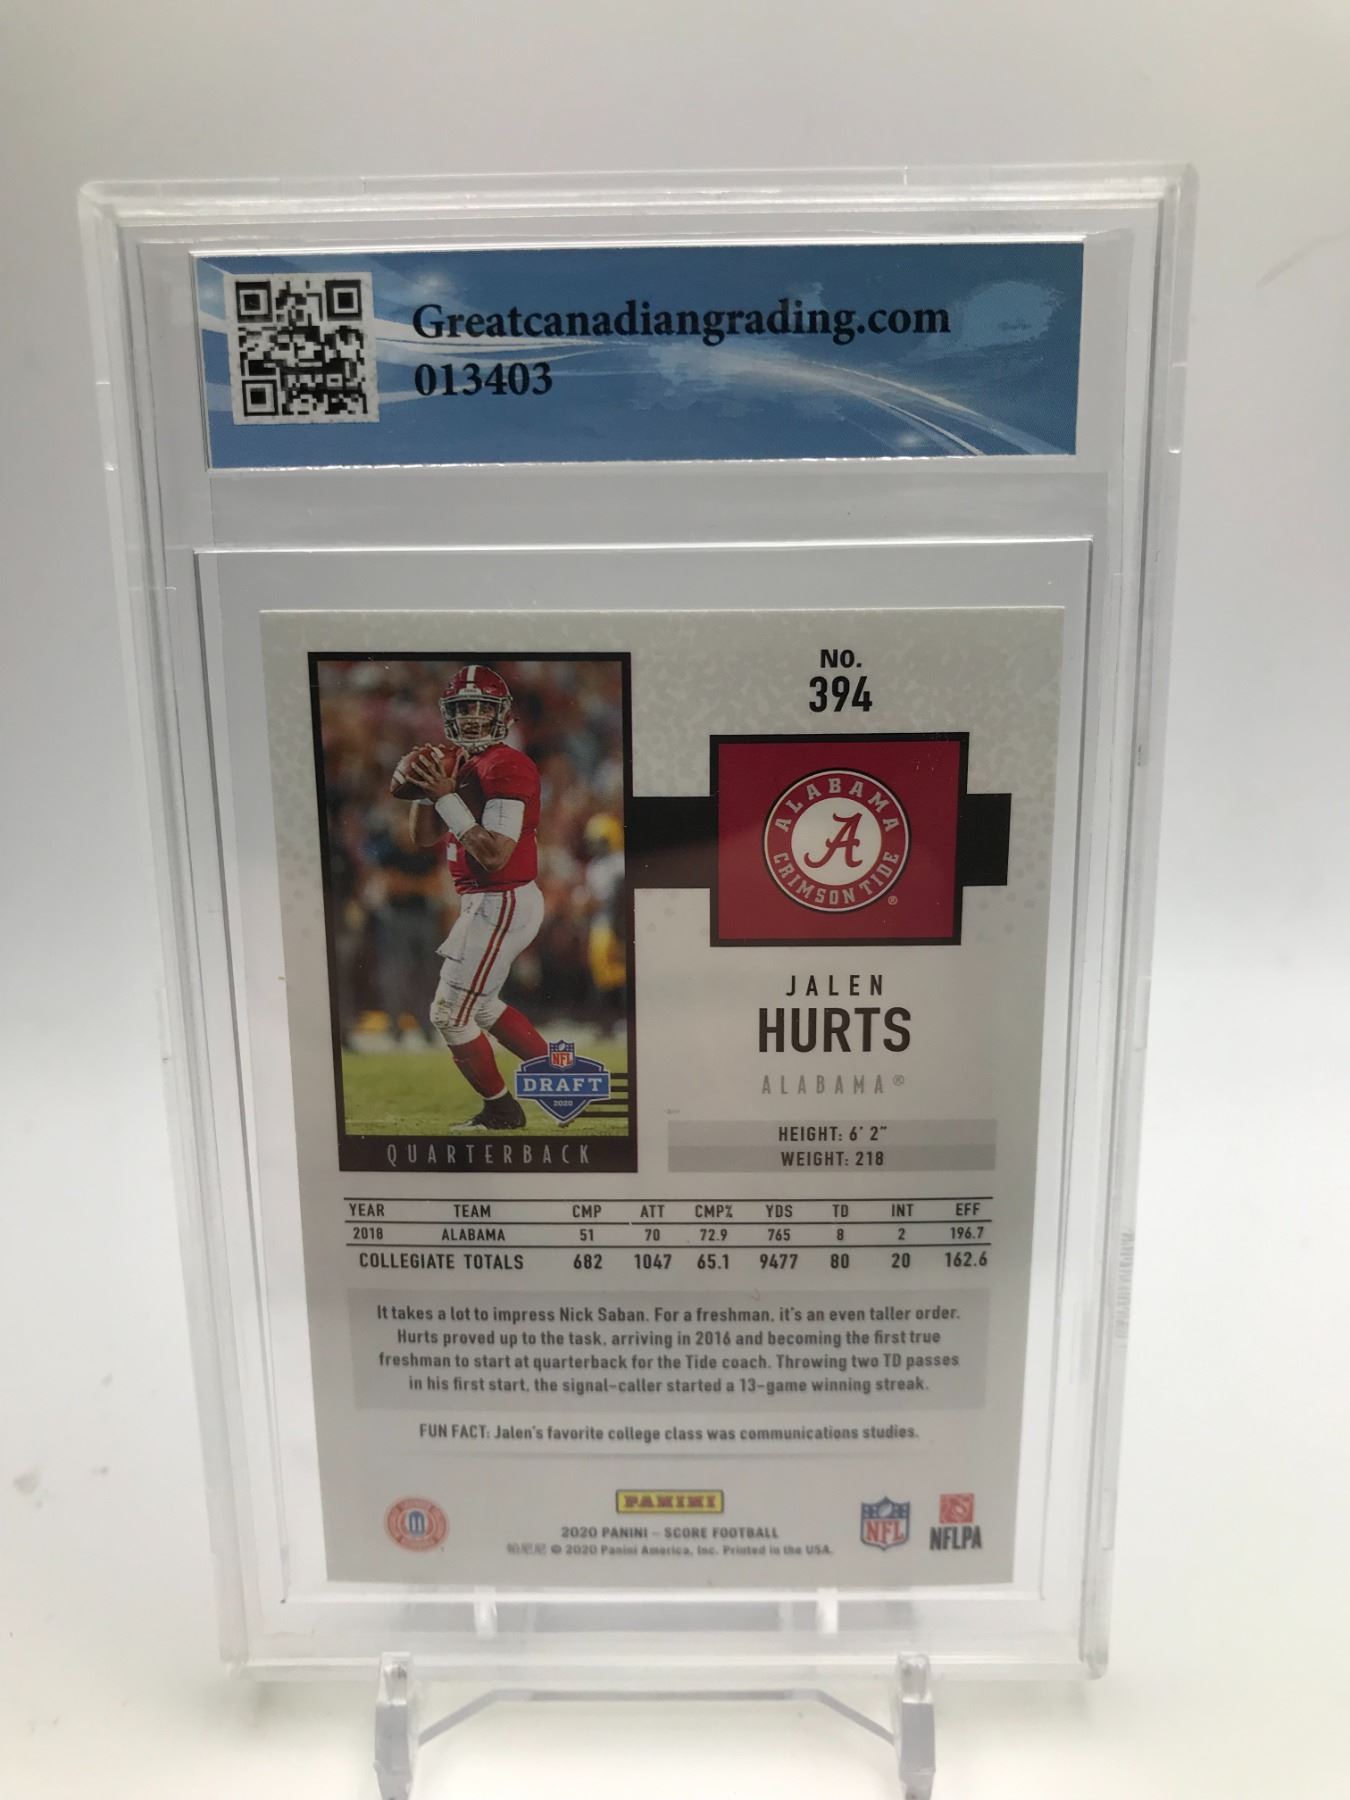 Greatcanadiangrading.com
013403
NO.
394
ALABAMA
A
CRIMSON TIDE
®
JALEN
HURTS
ALABAMA®
NFL
DRAFT
2020
QUARTERBACK
HEIGHT: 6' 2"
WEIGHT: 218
YEAR TEAM CMP ATT CMP% YDS TD INT EFF
2018 ALABAMA 51 70 72.9 765 8 2 196.7
COLLEGIATE TOTALS 682 1047 65.1 9477 80 20 162.6
It takes a lot to impress Nick Saban. For a freshman, it's an even taller order.
Hurts proved up to the task, arriving in 2016 and becoming the first true
freshman to start at quarterback for the Tide coach. Throwing two TD passes
in his first start, the signal-caller started a 13-game winning streak.
FUN FACT: Jalen's favorite college class was communications studies.
PANINI
2020 PANINI - SCORE FOOTBALL
帕尼尼 © 2020 Panini America, Inc. Printed in the USA.
NFL
NFLPA